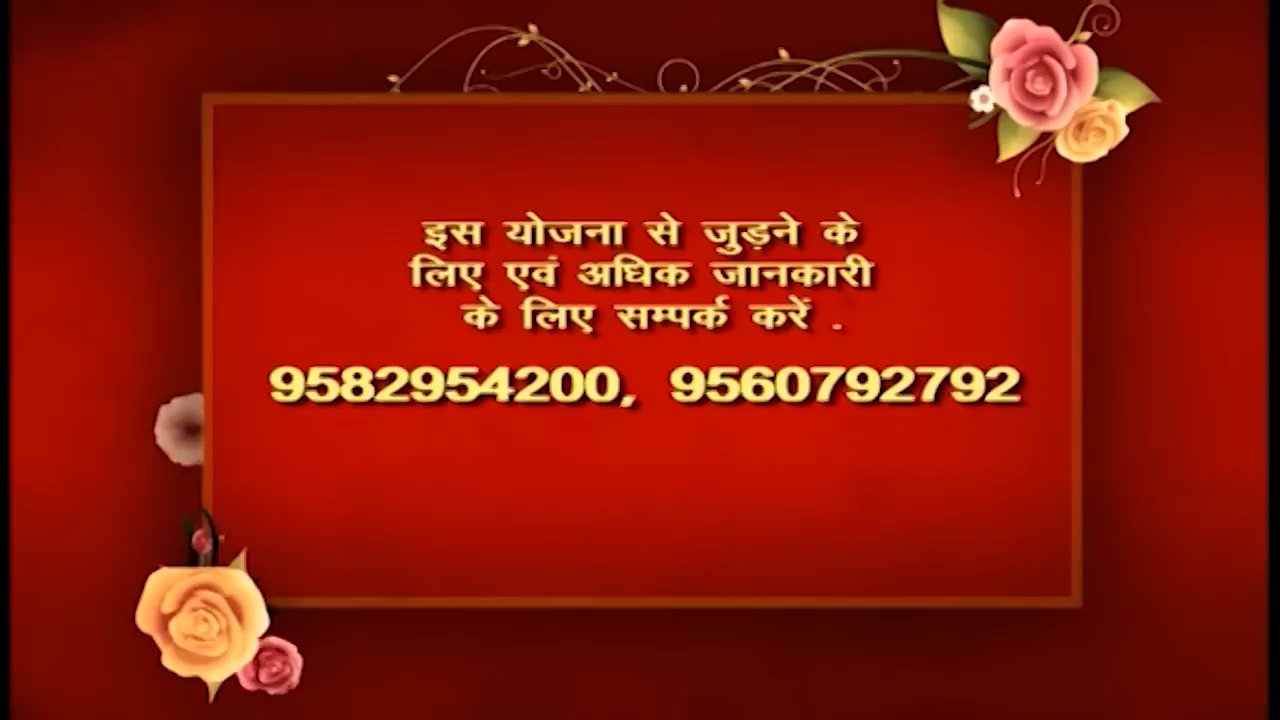 इस योजना से जुड़ने के
लिए एवं अधिक जानकारी
के लिए सम्पर्क करें .
9582954200, 9560792792